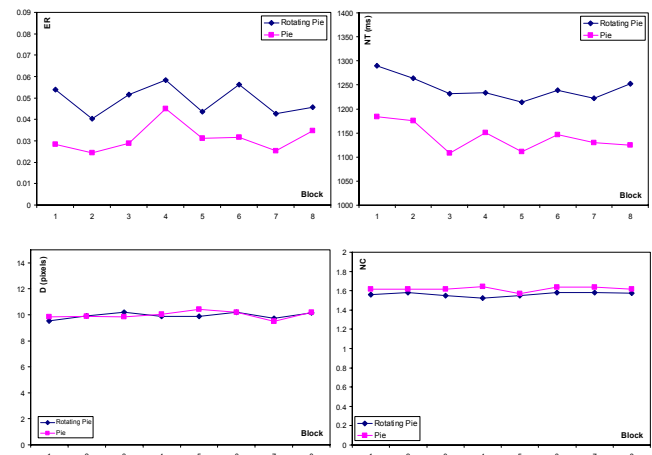 ER
0.09
0.08
0.07
0.06
0.05
0.04
0.03
0.02
0.01
0
Rotating Pie
Pie
Block
1 2 3 4 5 6 7 8
NT (ms)
1400
1350
1300
1250
1200
1150
1100
1050
1000
Rotating Pie
Pie
Block
1 2 3 4 5 6 7 8
D (pixels)
14
12
10
8
6
4
2
0
Rotating Pie
Pie
Block
NC
2
1.8
1.6
1.4
1.2
1
0.8
0.6
0.4
0.2
0
Rotating Pie
Pie
Block